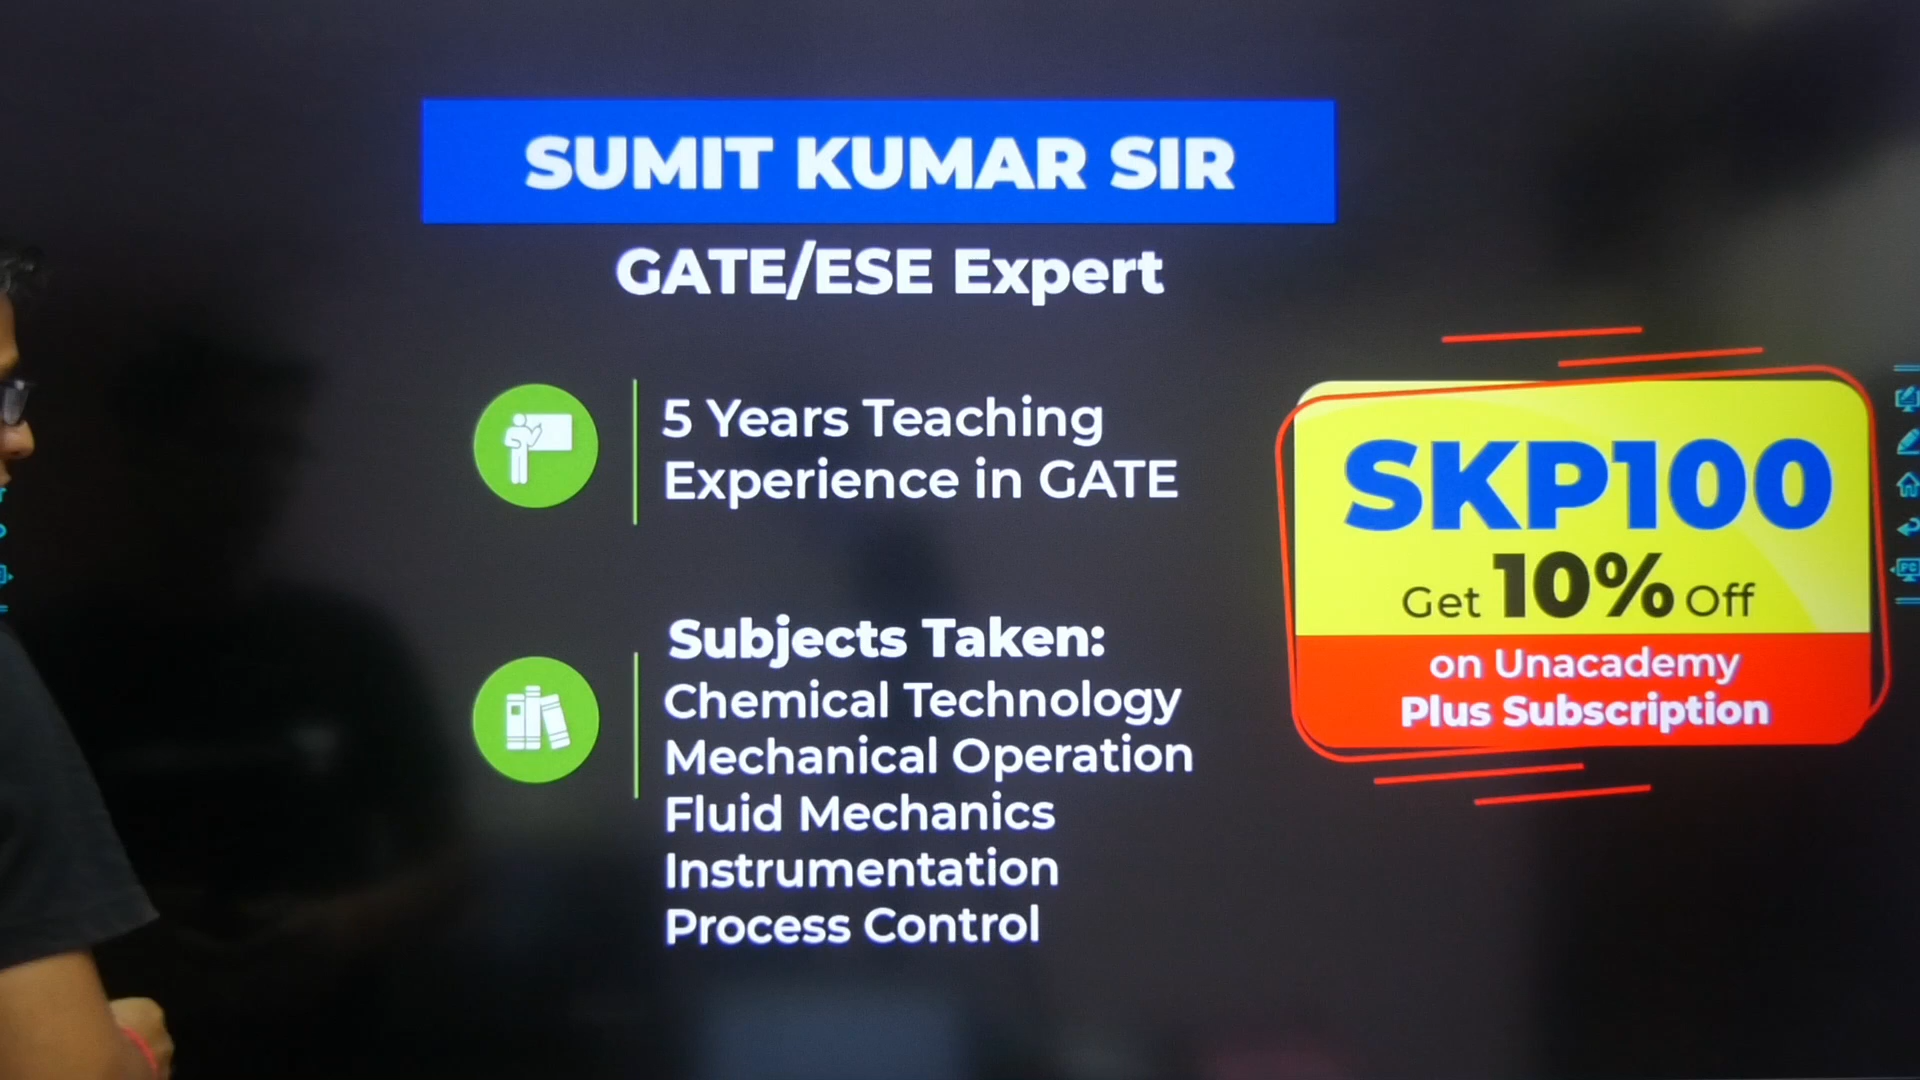 SUMIT KUMAR SIR
GATE/ESE Expert
5 Years Teaching
Experience in GATE
Subjects Taken:
Chemical Technology
Mechanical Operation
Fluid Mechanics
Instrumentation
Process Control
SKP100
Get 10% Off
on Unacademy
Plus Subscription
PC